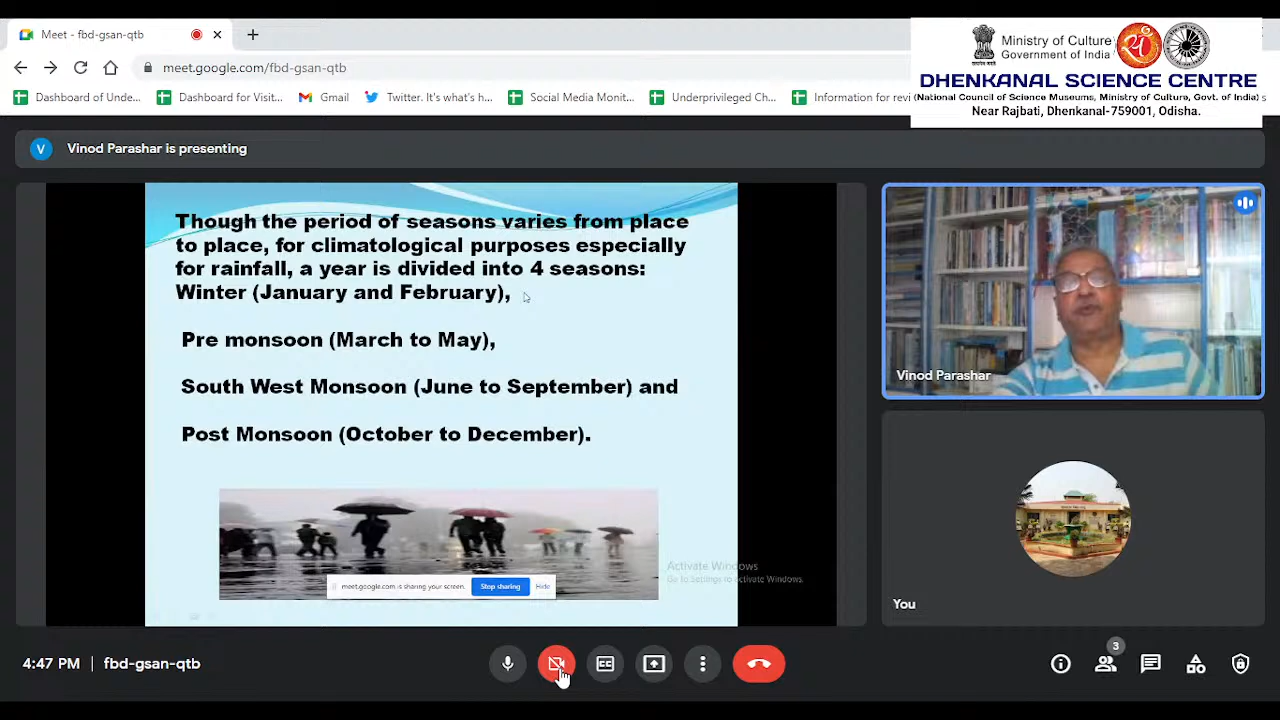 Meet - fbd-gsan-qtb
meet.google.com/fbd-gsan-qtb
Dashboard of Unde...
Dashboard for Visit...
Gmail
Twitter. It's what's h...
Social Media Monit...
Underprivileged Ch...
Information for revi
Ministry of Culture
Government of India
DHENKANAL SCIENCE CENTRE
(National Council of Science Museums, Ministry of Culture, Govt. of India)
Near Rajbati, Dhenkanal-759001, Odisha.
V
Vinod Parashar is presenting
Though the period of seasons varies from place
to place, for climatological purposes especially
for rainfall, a year is divided into 4 seasons:
Winter (January and February),
Pre monsoon (March to May),
South West Monsoon (June to September) and
Post Monsoon (October to December).
meet.google.com is sharing your screen.
Stop sharing
Hide
Activate Windows
Go to Settings to activate Windows.
Vinod Parashar
You
4:47 PM | fbd-gsan-qtb
CC
3